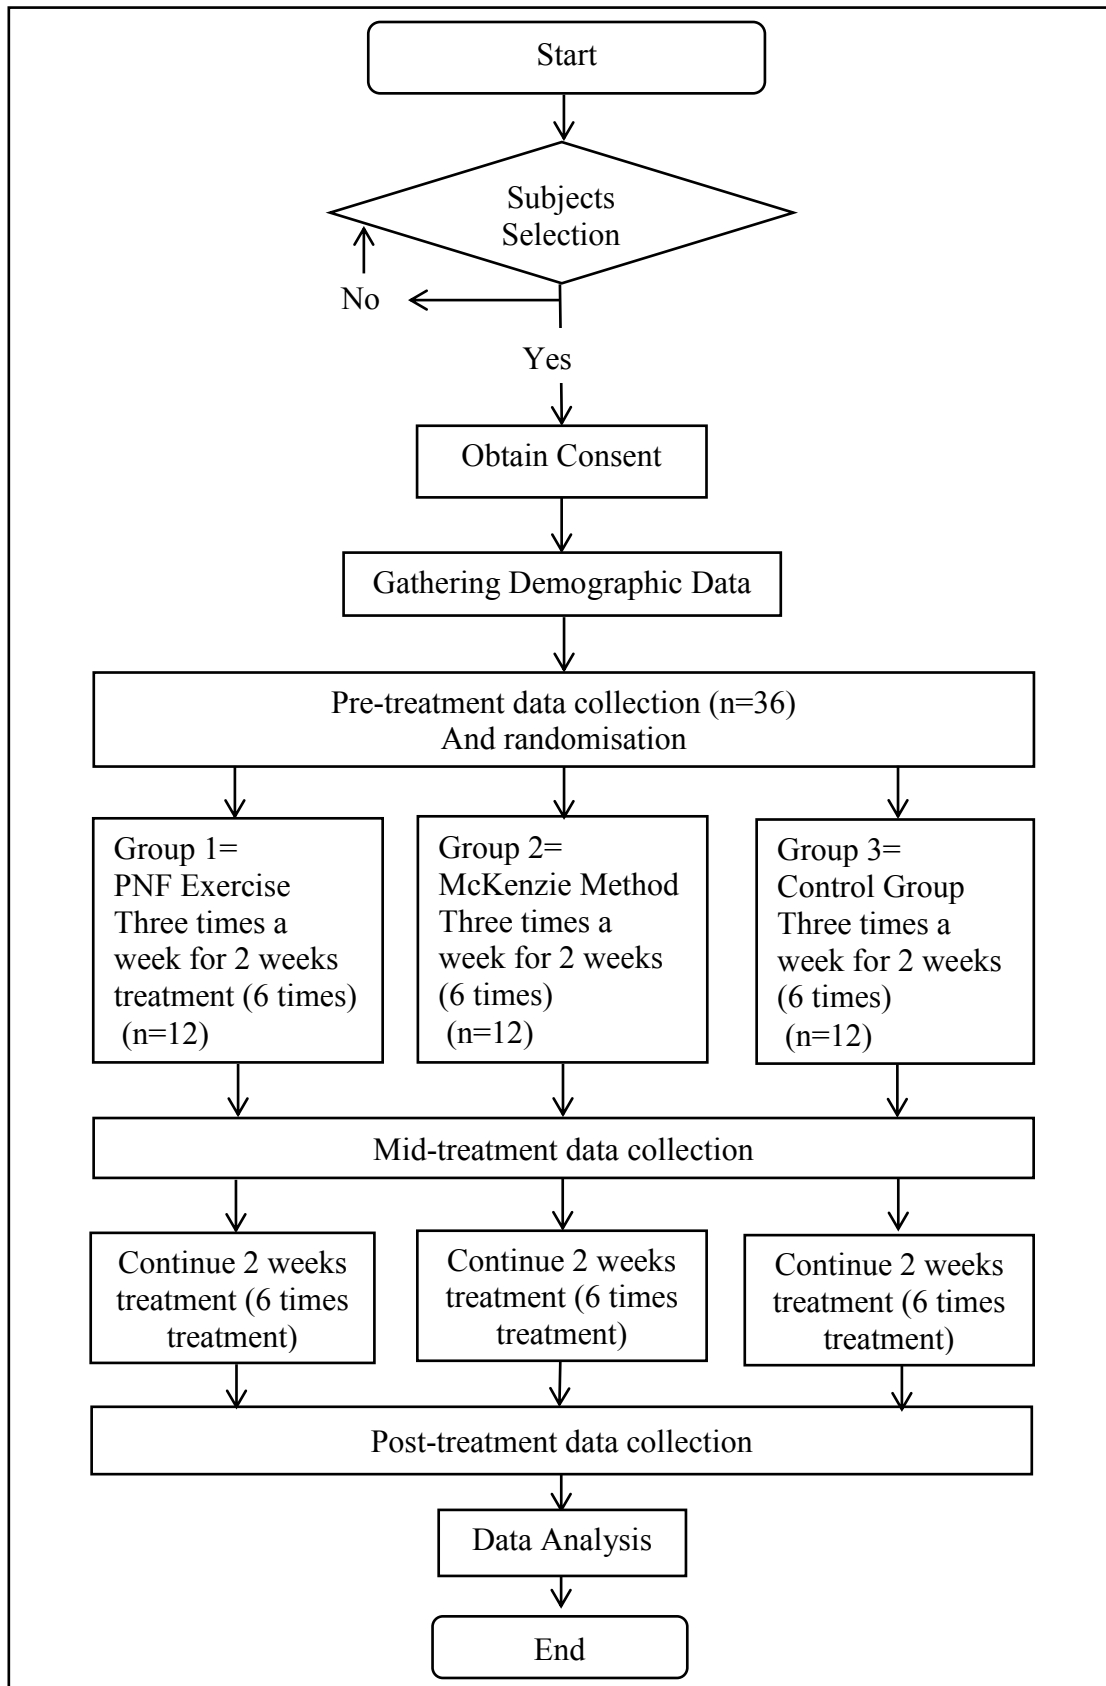 Start
Subjects
Selection
No
Yes
Obtain Consent
Gathering Demographic Data
Pre-treatment data collection (n=36)
And randomisation
Group 1=
PNF Exercise
Three times a
week for 2 weeks
treatment (6 times)
(n=12)
Group 2=
McKenzie Method
Three times a
week for 2 weeks
(6 times)
(n=12)
Group 3=
Control Group
Three times a
week for 2 weeks
(6 times)
(n=12)
Mid-treatment data collection
Continue 2 weeks
treatment (6 times
treatment)
Continue 2 weeks
treatment (6 times
treatment)
Continue 2 weeks
treatment (6 times
treatment)
Post-treatment data collection
Data Analysis
End